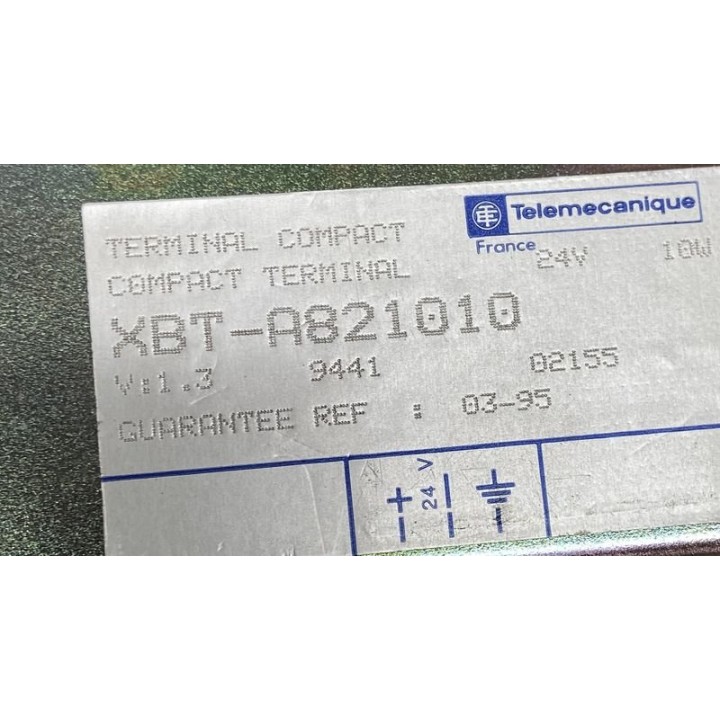 Telemecanique
France 24V 10W
TERMINAL COMPACT
COMPACT TERMINAL
XBT-A821010
V:1.3 9441 02155
GUARANTEE REF : 03-95
+ 24 V -